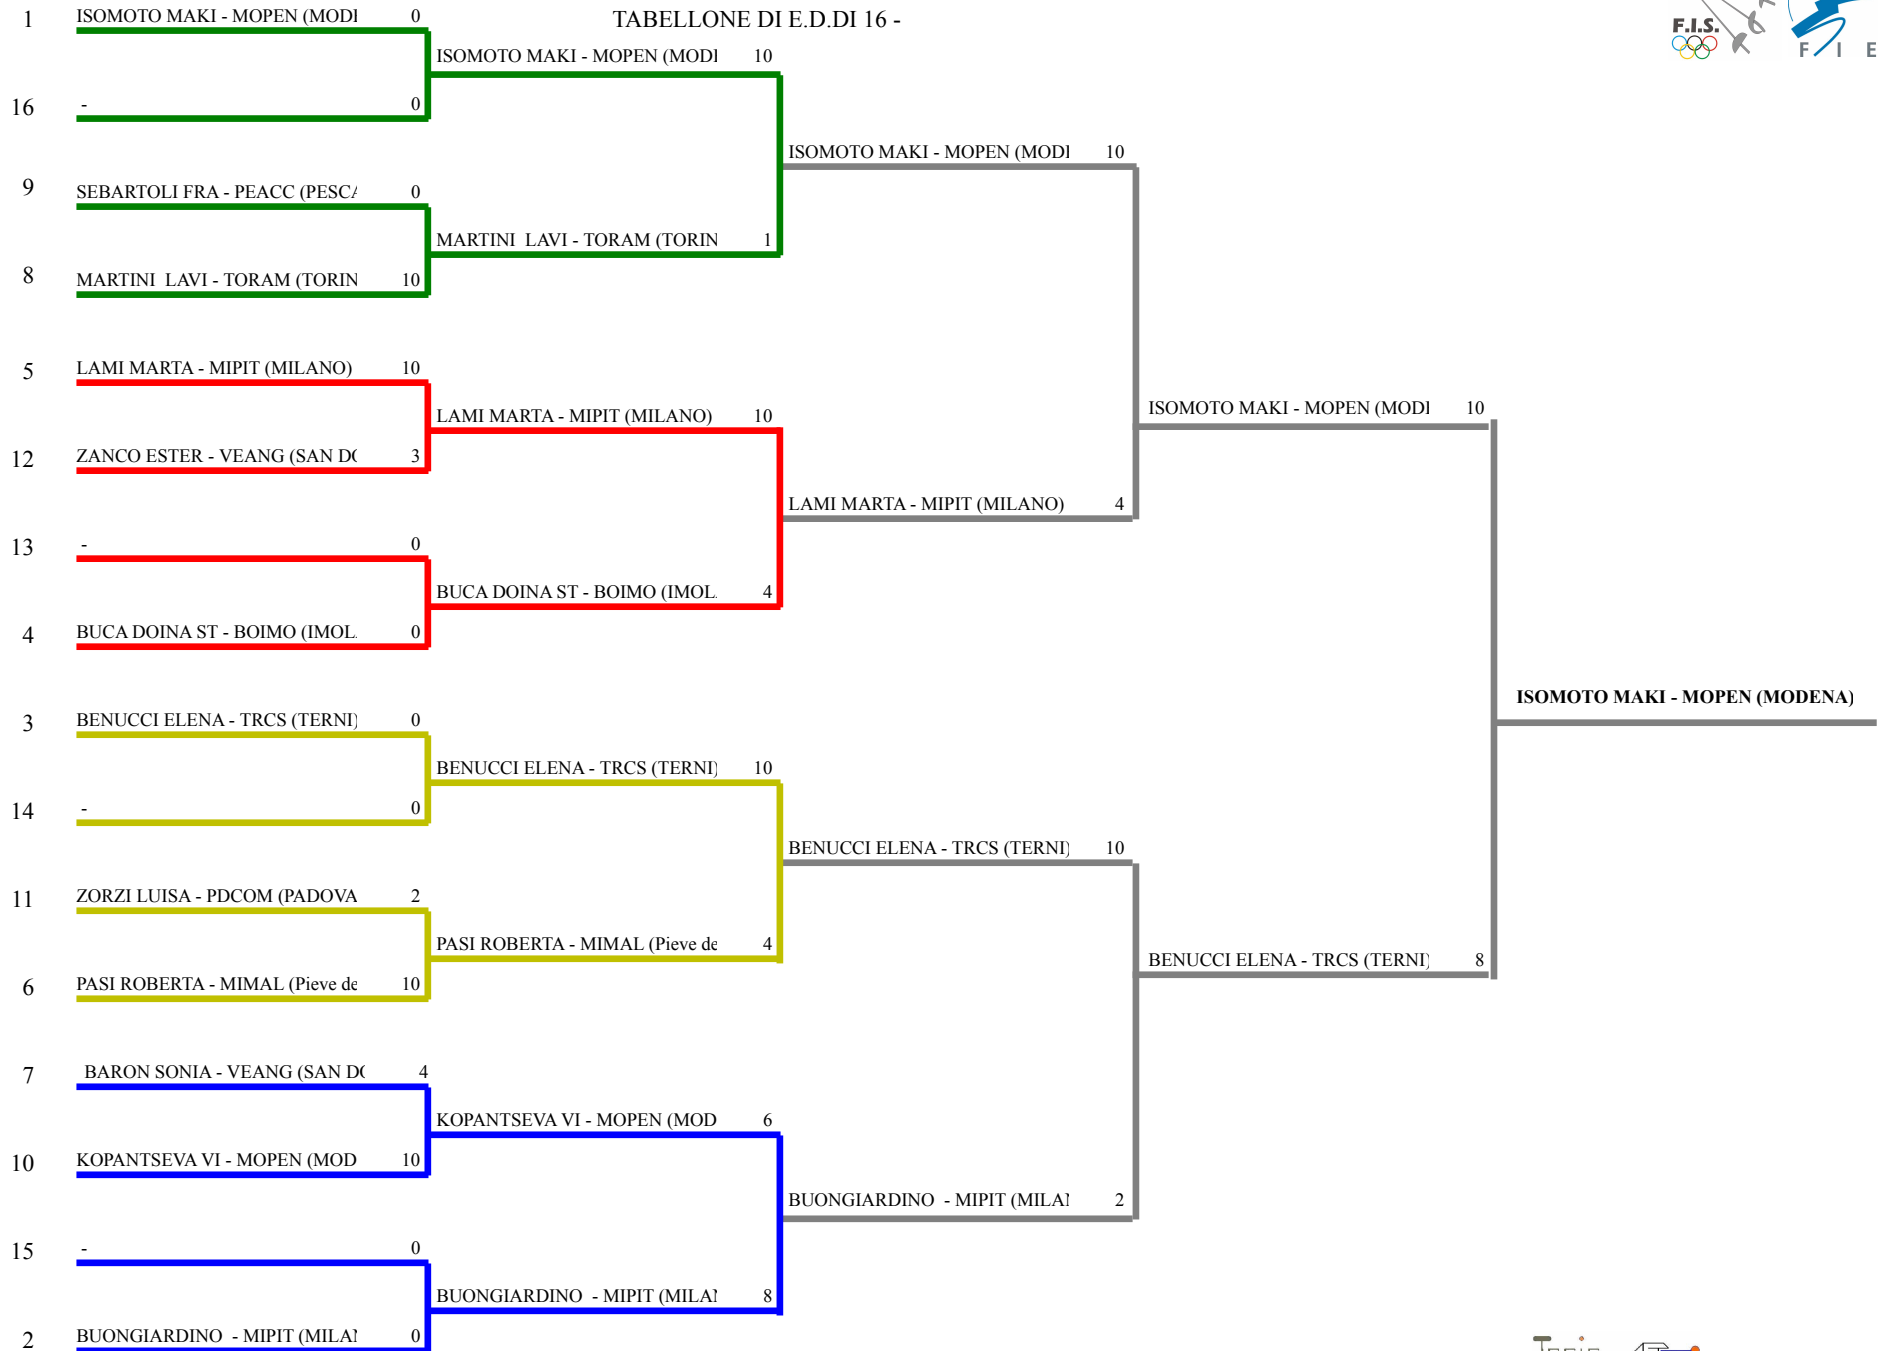 TABELLONE DI E.D.DI 16 -
F.I.S.
F I E
1 ISOMOTO MAKI - MOPEN (MODI 0
ISOMOTO MAKI - MOPEN (MODI 10
16 - 0
ISOMOTO MAKI - MOPEN (MODI 10
9 SEBARTOLI FRA - PEACC (PESCA 0
MARTINI LAVI - TORAM (TORIN 1
8 MARTINI LAVI - TORAM (TORIN 10
5 LAMI MARTA - MIPIT (MILANO) 10
ISOMOTO MAKI - MOPEN (MODI 10
LAMI MARTA - MIPIT (MILANO) 10
12 ZANCO ESTER - VEANG (SAN DO 3
LAMI MARTA - MIPIT (MILANO) 4
13 - 0
BUCA DOINA ST - BOIMO (IMOL. 4
4 BUCA DOINA ST - BOIMO (IMOL. 0
ISOMOTO MAKI - MOPEN (MODENA)
3 BENUCCI ELENA - TRCS (TERNI) 0
BENUCCI ELENA - TRCS (TERNI) 10
14 - 0
BENUCCI ELENA - TRCS (TERNI) 10
11 ZORZI LUISA - PDCOM (PADOVA 2
PASI ROBERTA - MIMAL (Pieve de 4
BENUCCI ELENA - TRCS (TERNI) 8
6 PASI ROBERTA - MIMAL (Pieve de 10
7 BARON SONIA - VEANG (SAN DO 4
KOPANTSEVA VI - MOPEN (MOD 6
10 KOPANTSEVA VI - MOPEN (MOD 10
BUONGIARDINO - MIPIT (MILAN 2
15 - 0
BUONGIARDINO - MIPIT (MILAN 8
2 BUONGIARDINO - MIPIT (MILAN 0